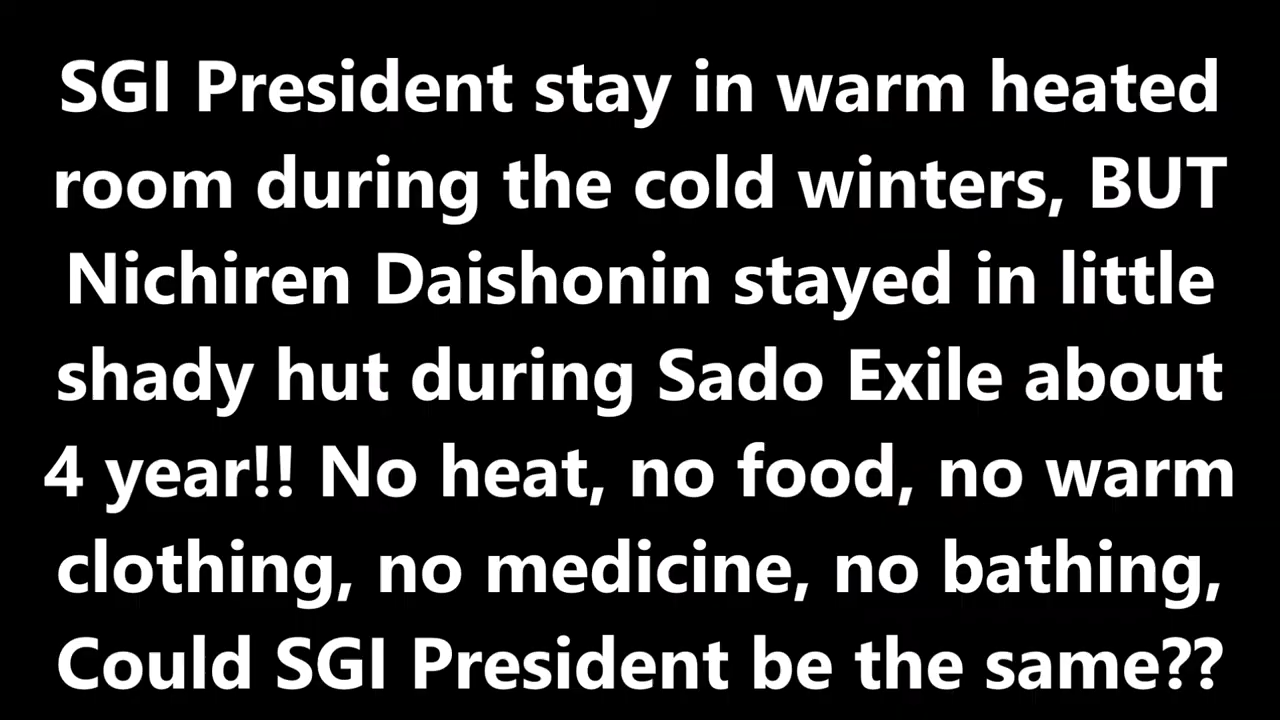 SGI President stay in warm heated
room during the cold winters, BUT
Nichiren Daishonin stayed in little
shady hut during Sado Exile about
4 year!! No heat, no food, no warm
clothing, no medicine, no bathing,
Could SGI President be the same??